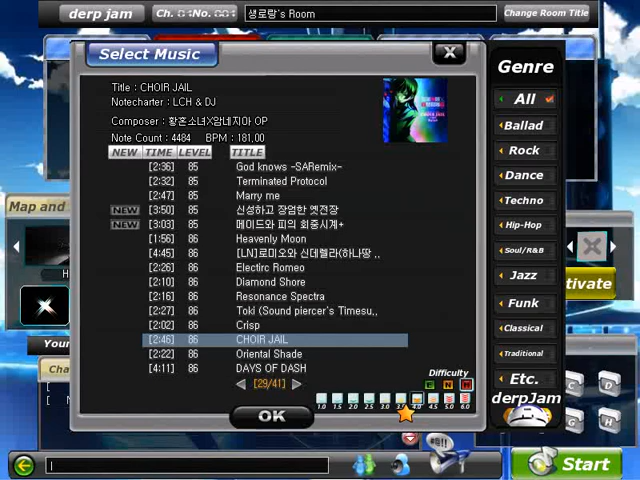 derp jam
Ch. 01 No. 001
생로랑's Room
Change Room Title
Select Music
X
Genre
Title : CHOIR JAIL
Notecharter : LCH & DJ
Composer : 황혼소녀X암네지아 OP
Note Count : 4484 BPM : 181,00
NEW TIME LEVEL TITLE
[2:36] 85 God knows -SARemix-
[2:32] 85 Terminated Protocol
[2:47] 85 Marry me
NEW [3:50] 85 신성하고 장엄한 옛전장
NEW [3:03] 85 메이드와 피의 회중시계+
[1:56] 86 Heavenly Moon
[4:45] 86 [LN]로미오와 신데렐라(하나땅 ,,
[2:26] 86 Electirc Romeo
[2:10] 86 Diamond Shore
[2:16] 86 Resonance Spectra
[2:27] 86 Toki (Sound piercer's Timesu,,
[2:02] 86 Crisp
[2:46] 86 CHOIR JAIL
[2:22] 86 Oriental Shade
[4:11] 86 DAYS OF DASH
[29/41]
Difficulty
E N H
1.0 1.5 2.0 2.5 3.0 3.5 4.0 4.5 5.0 6.0
OK
All
Ballad
Rock
Dance
Techno
Hip-Hop
Soul/R&B
Jazz
Funk
Classical
Traditional
Etc.
derpJam
Map and
H
You
Cha
tivate
C D
G H
Start